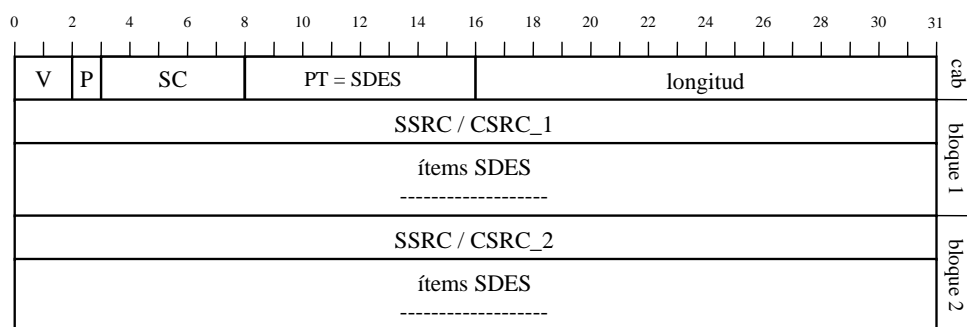 0 2 4 6 8 10 12 14 16 18 20 22 24 26 28 30 31
V P SC PT = SDES longitud cab
SSRC / CSRC_1
ítems SDES
-------------------
bloque 1
SSRC / CSRC_2
ítems SDES
-------------------
bloque 2